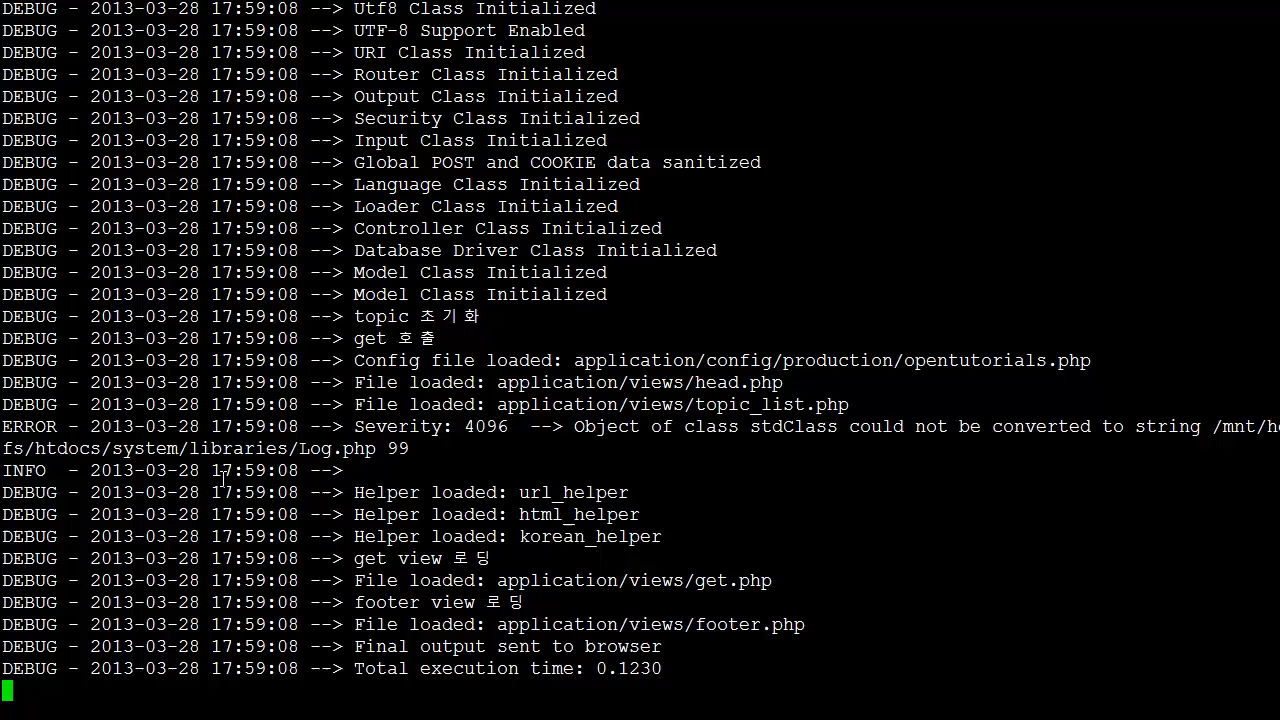 DEBUG - 2013-03-28 17:59:08 --> Utf8 Class Initialized
DEBUG - 2013-03-28 17:59:08 --> UTF-8 Support Enabled
DEBUG - 2013-03-28 17:59:08 --> URI Class Initialized
DEBUG - 2013-03-28 17:59:08 --> Router Class Initialized
DEBUG - 2013-03-28 17:59:08 --> Output Class Initialized
DEBUG - 2013-03-28 17:59:08 --> Security Class Initialized
DEBUG - 2013-03-28 17:59:08 --> Input Class Initialized
DEBUG - 2013-03-28 17:59:08 --> Global POST and COOKIE data sanitized
DEBUG - 2013-03-28 17:59:08 --> Language Class Initialized
DEBUG - 2013-03-28 17:59:08 --> Loader Class Initialized
DEBUG - 2013-03-28 17:59:08 --> Controller Class Initialized
DEBUG - 2013-03-28 17:59:08 --> Database Driver Class Initialized
DEBUG - 2013-03-28 17:59:08 --> Model Class Initialized
DEBUG - 2013-03-28 17:59:08 --> Model Class Initialized
DEBUG - 2013-03-28 17:59:08 --> topic 초기화
DEBUG - 2013-03-28 17:59:08 --> get 호출
DEBUG - 2013-03-28 17:59:08 --> Config file loaded: application/config/production/opentutorials.php
DEBUG - 2013-03-28 17:59:08 --> File loaded: application/views/head.php
DEBUG - 2013-03-28 17:59:08 --> File loaded: application/views/topic_list.php
ERROR - 2013-03-28 17:59:08 --> Severity: 4096  --> Object of class stdClass could not be converted to string /mnt/he
fs/htdocs/system/libraries/Log.php 99
INFO  - 2013-03-28 17:59:08 -->
DEBUG - 2013-03-28 17:59:08 --> Helper loaded: url_helper
DEBUG - 2013-03-28 17:59:08 --> Helper loaded: html_helper
DEBUG - 2013-03-28 17:59:08 --> Helper loaded: korean_helper
DEBUG - 2013-03-28 17:59:08 --> get view 로딩
DEBUG - 2013-03-28 17:59:08 --> File loaded: application/views/get.php
DEBUG - 2013-03-28 17:59:08 --> footer view 로딩
DEBUG - 2013-03-28 17:59:08 --> File loaded: application/views/footer.php
DEBUG - 2013-03-28 17:59:08 --> Final output sent to browser
DEBUG - 2013-03-28 17:59:08 --> Total execution time: 0.1230